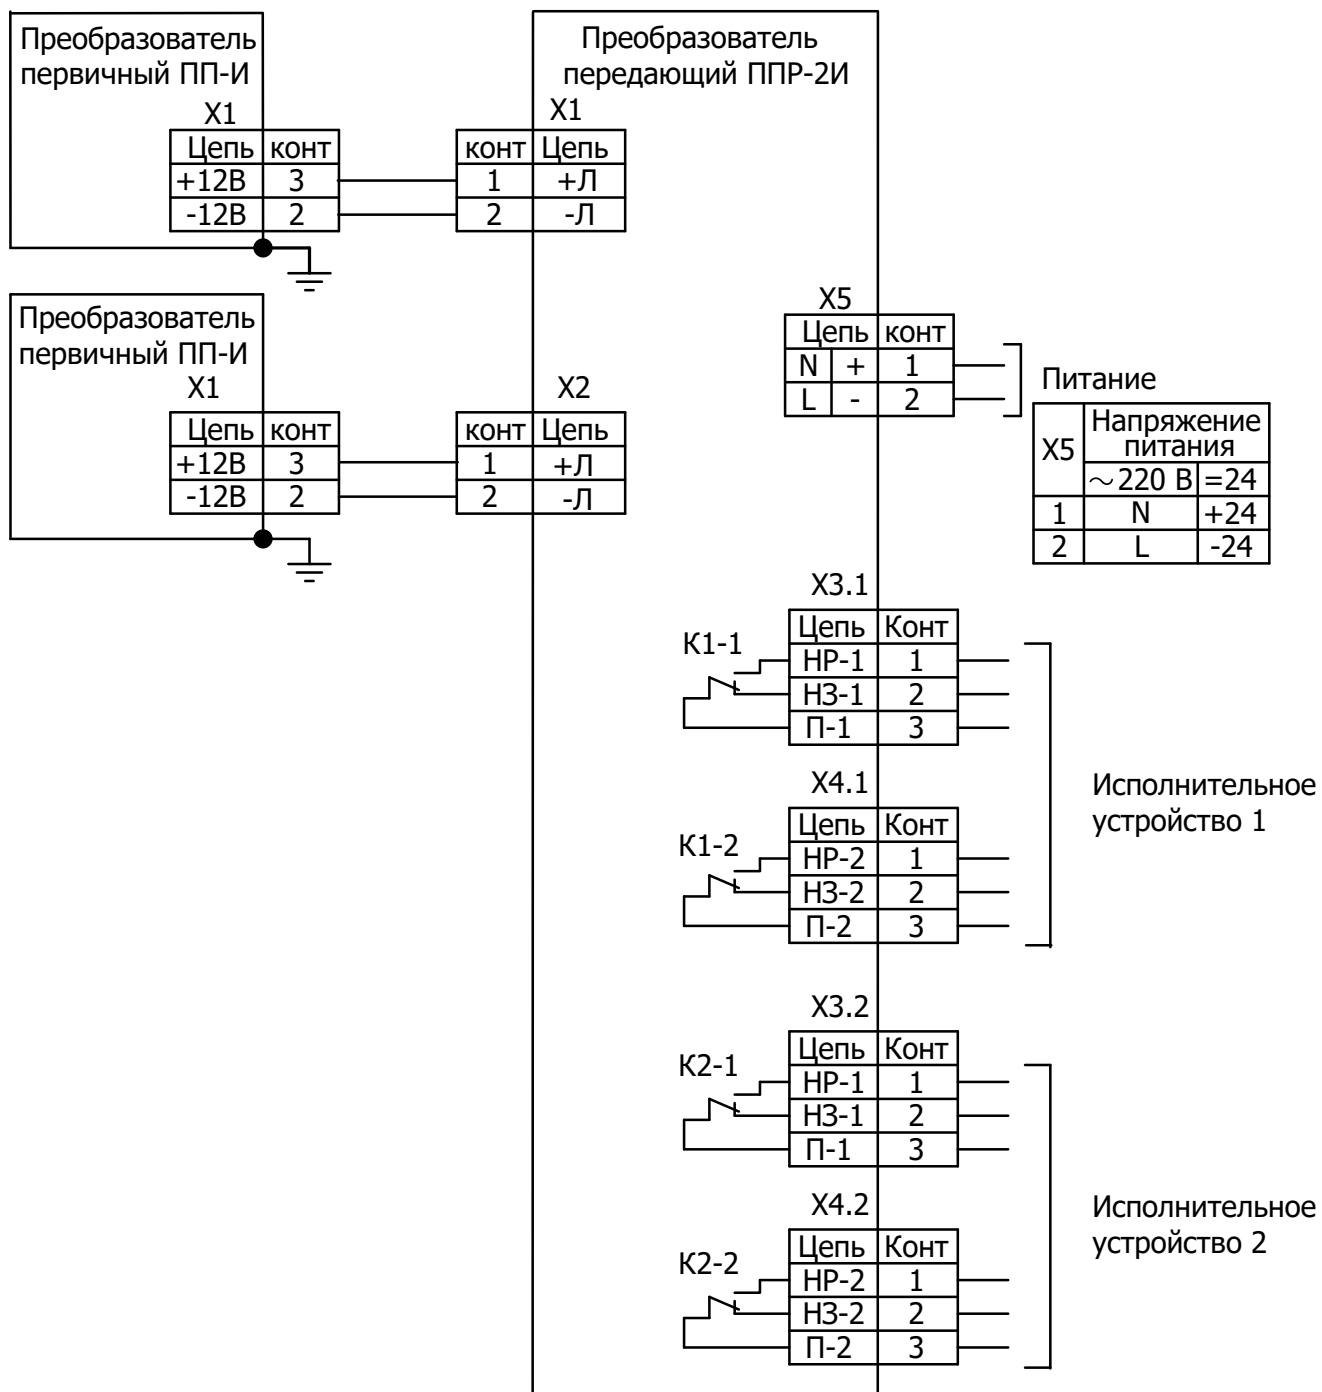 Преобразователь
первичный ПП-И
X1
Цепь конт
+12В 3
-12В 2
Преобразователь
передающий ППР-2И
X1
конт Цепь
1 +Л
2 -Л
Преобразователь
первичный ПП-И
X1
Цепь конт
+12В 3
-12В 2
X2
конт Цепь
1 +Л
2 -Л
X5
Цепь конт
N + 1
L - 2
Питание
X5 Напряжение
питания
~220 В =24
1 N +24
2 L -24
X3.1
К1-1
Цепь Конт
НР-1 1
НЗ-1 2
П-1 3
X4.1
К1-2
Цепь Конт
НР-2 1
НЗ-2 2
П-2 3
Исполнительное
устройство 1
X3.2
К2-1
Цепь Конт
НР-1 1
НЗ-1 2
П-1 3
X4.2
К2-2
Цепь Конт
НР-2 1
НЗ-2 2
П-2 3
Исполнительное
устройство 2